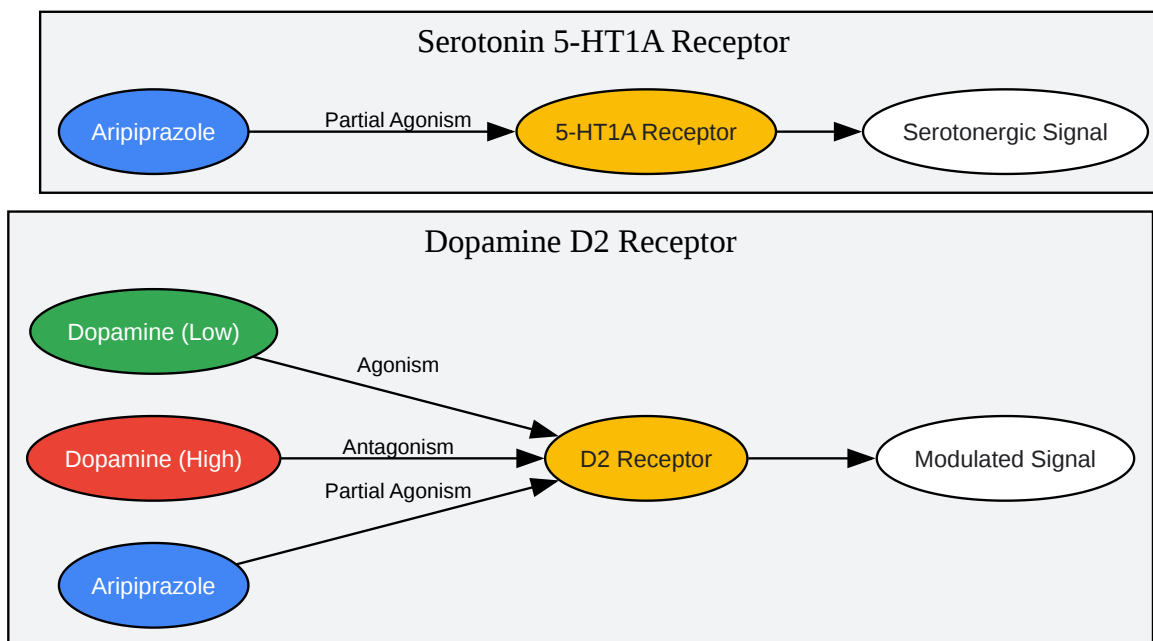 Serotonin 5-HT1A Receptor
Aripiprazole
Partial Agonism
5-HT1A Receptor
Serotonergic Signal
Dopamine D2 Receptor
Dopamine (Low)
Agonism
Dopamine (High)
Antagonism
D2 Receptor
Modulated Signal
Partial Agonism
Aripiprazole